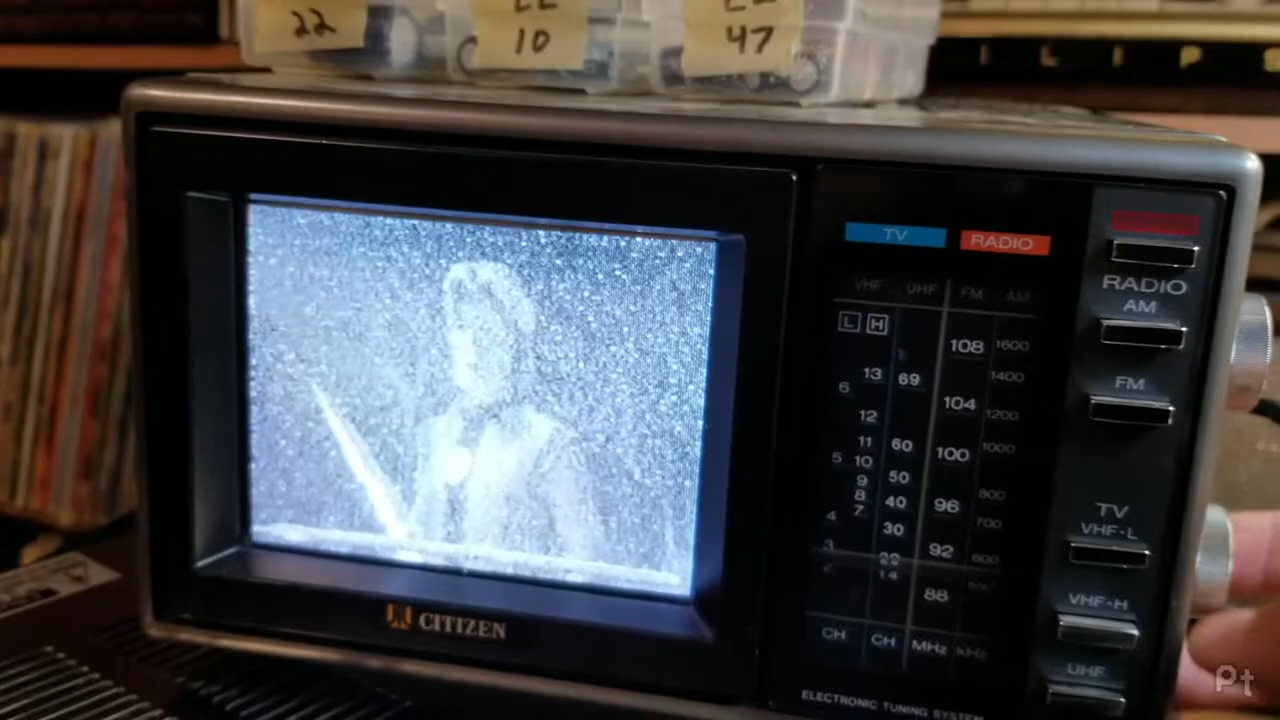 22
10
47
I L I P S
TV
RADIO
VHF
UHF
FM
AM
L
H
108
1600
13
69
1400
6
104
12
1200
11
60
1000
5
10
100
9
50
8
40
800
7
96
4
30
700
3
20
92
600
2
14
88
CH
CH
MHz
kHz
RADIO
AM
FM
TV
VHF-L
VHF-H
UHF
CITIZEN
ELECTRONIC TUNING SYSTEM
Pt